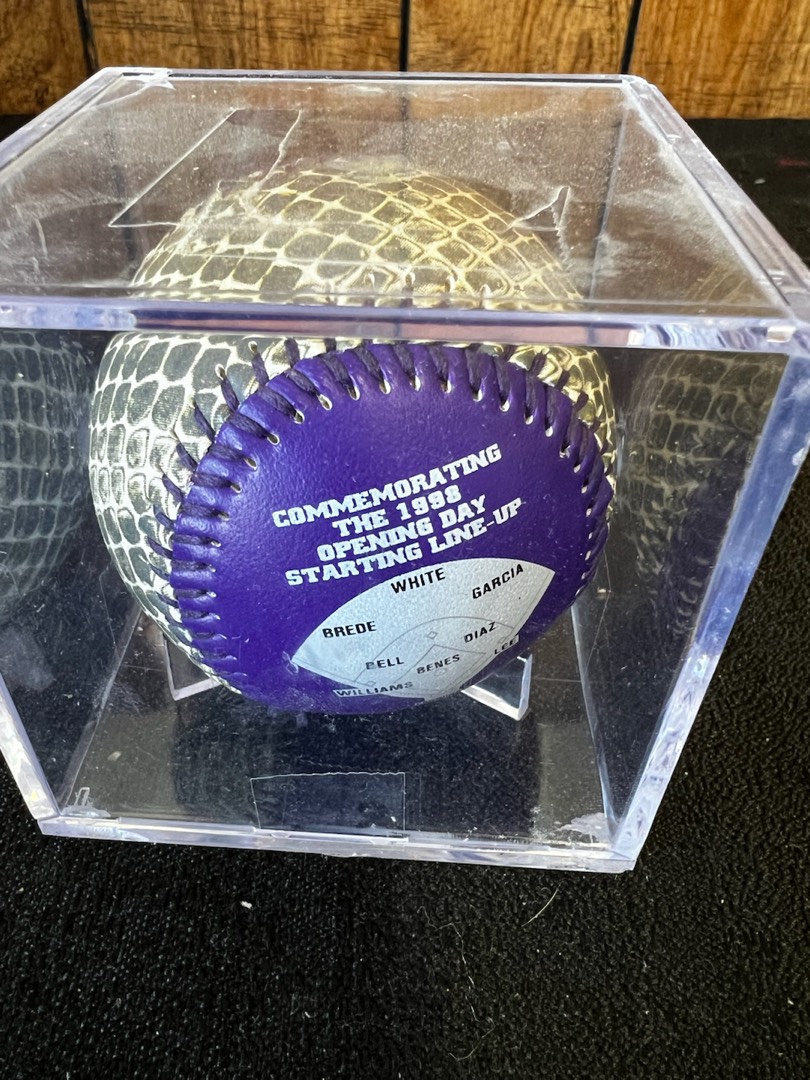 COMMEMORATING
THE 1998
OPENING DAY
STARTING LINE-UP
WHITE
GARCIA
BREDE
DIAZ
LEE
BELL
BENES
WILLIAMS